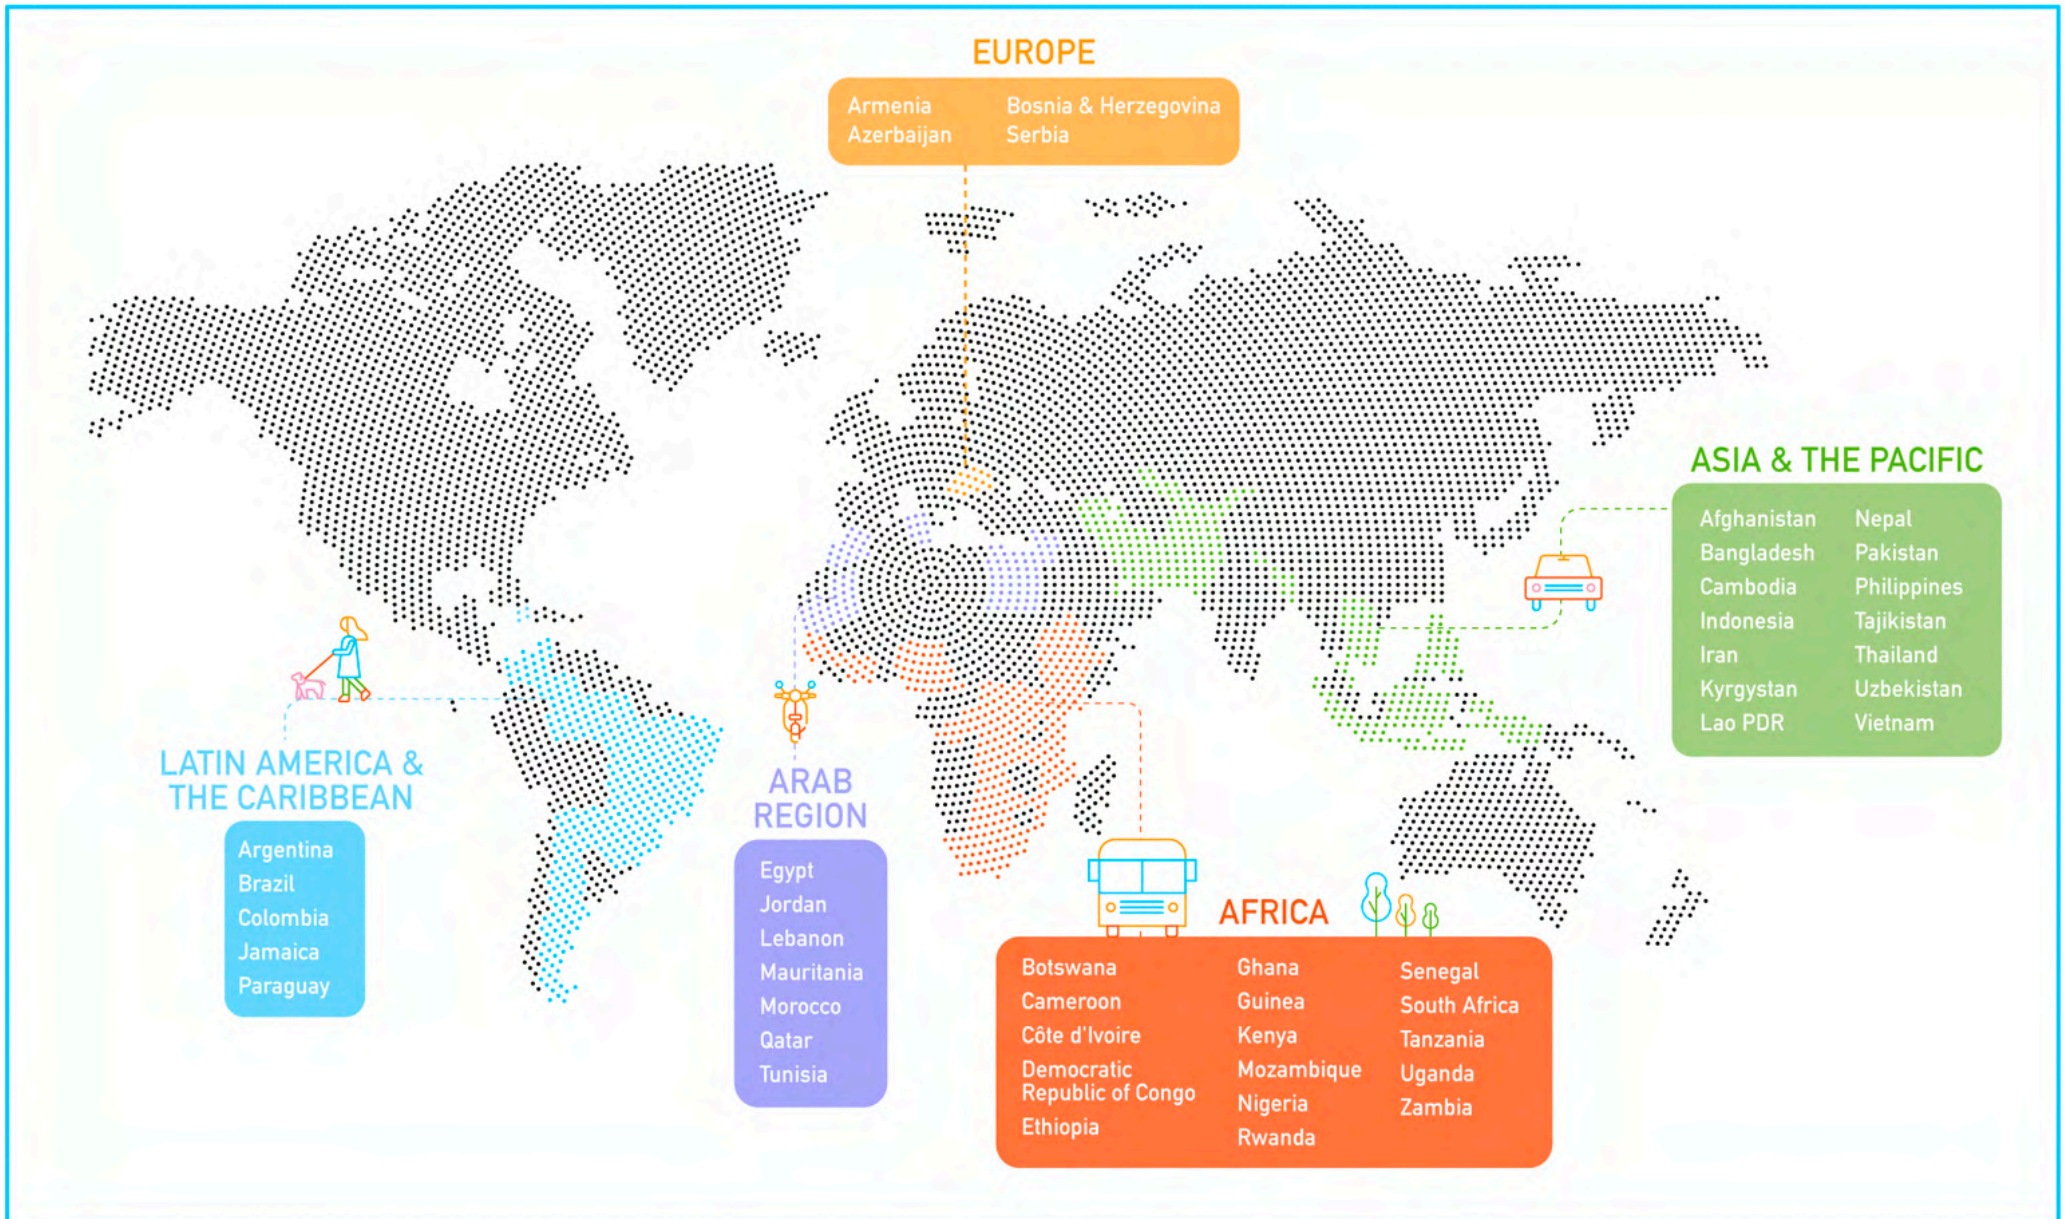 EUROPE
Armenia
Azerbaijan
Bosnia & Herzegovina
Serbia
ASIA & THE PACIFIC
Afghanistan
Bangladesh
Cambodia
Indonesia
Iran
Kyrgystan
Lao PDR
Nepal
Pakistan
Philippines
Tajikistan
Thailand
Uzbekistan
Vietnam
LATIN AMERICA &
THE CARIBBEAN
Argentina
Brazil
Colombia
Jamaica
Paraguay
ARAB
REGION
Egypt
Jordan
Lebanon
Mauritania
Morocco
Qatar
Tunisia
AFRICA
Botswana
Cameroon
Côte d'Ivoire
Democratic
Republic of Congo
Ethiopia
Ghana
Guinea
Kenya
Mozambique
Nigeria
Rwanda
Senegal
South Africa
Tanzania
Uganda
Zambia